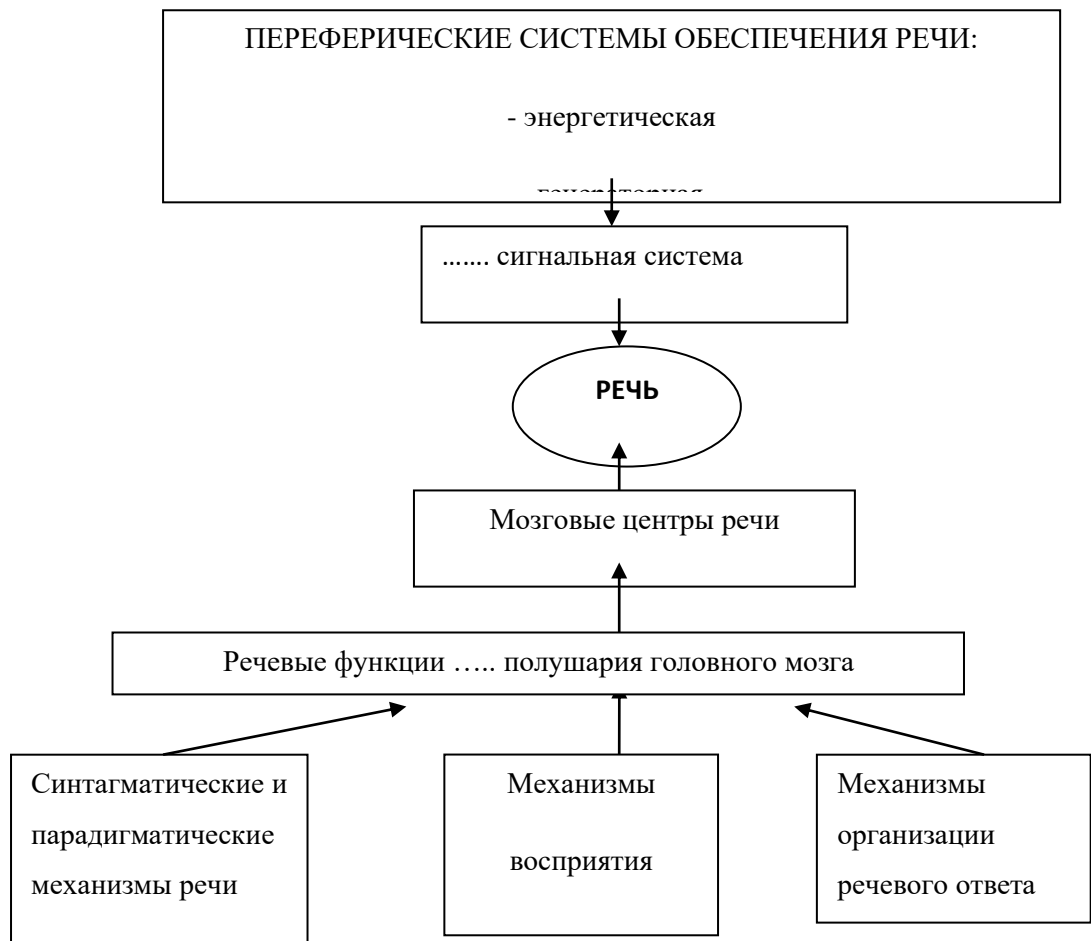 ПЕРЕФЕРИЧЕСКИЕ СИСТЕМЫ ОБЕСПЕЧЕНИЯ РЕЧИ:
- энергетическая
……. сигнальная система
РЕЧЬ
Мозговые центры речи
Речевые функции ….. полушария головного мозга
Синтагматические и
парадигматические
механизмы речи
Механизмы
восприятия
Механизмы
организации
речевого ответа